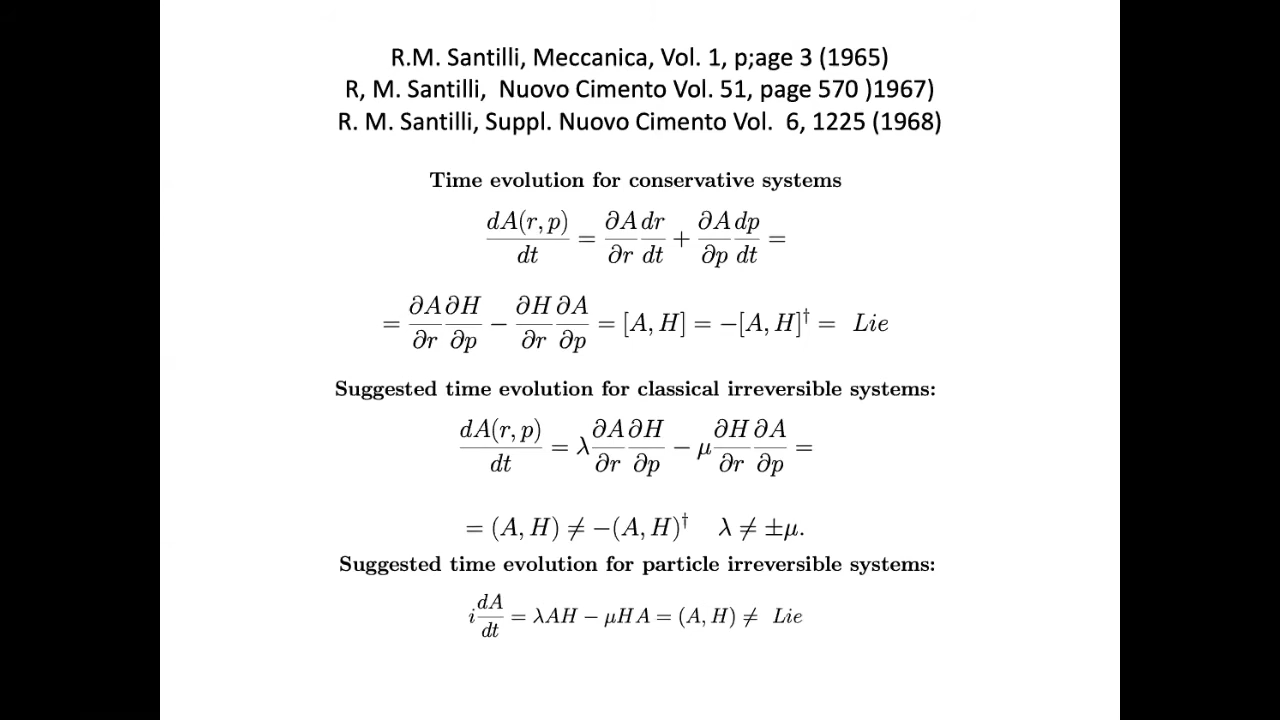 R.M. Santilli, Meccanica, Vol. 1, p;age 3 (1965)
R, M. Santilli,  Nuovo Cimento Vol. 51, page 570 )1967)
R. M. Santilli, Suppl. Nuovo Cimento Vol.  6, 1225 (1968)
Time evolution for conservative systems
dA(r, p)/dt = ∂A/∂r dr/dt + ∂A/∂p dp/dt =
= ∂A/∂r ∂H/∂p − ∂H/∂r ∂A/∂p = [A, H] = −[A, H]† = Lie
Suggested time evolution for classical irreversible systems:
dA(r, p)/dt = λ ∂A/∂r ∂H/∂p − μ ∂H/∂r ∂A/∂p =
= (A, H) ≠ −(A, H)† λ ≠ ±μ.
Suggested time evolution for particle irreversible systems:
i dA/dt = λAH − μHA = (A, H) ≠ Lie